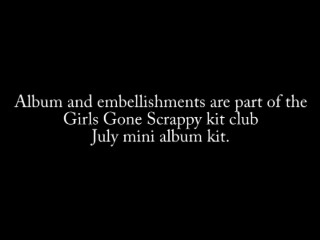 Album and embellishments are part of the
Girls Gone Scrappy kit club
July mini album kit.